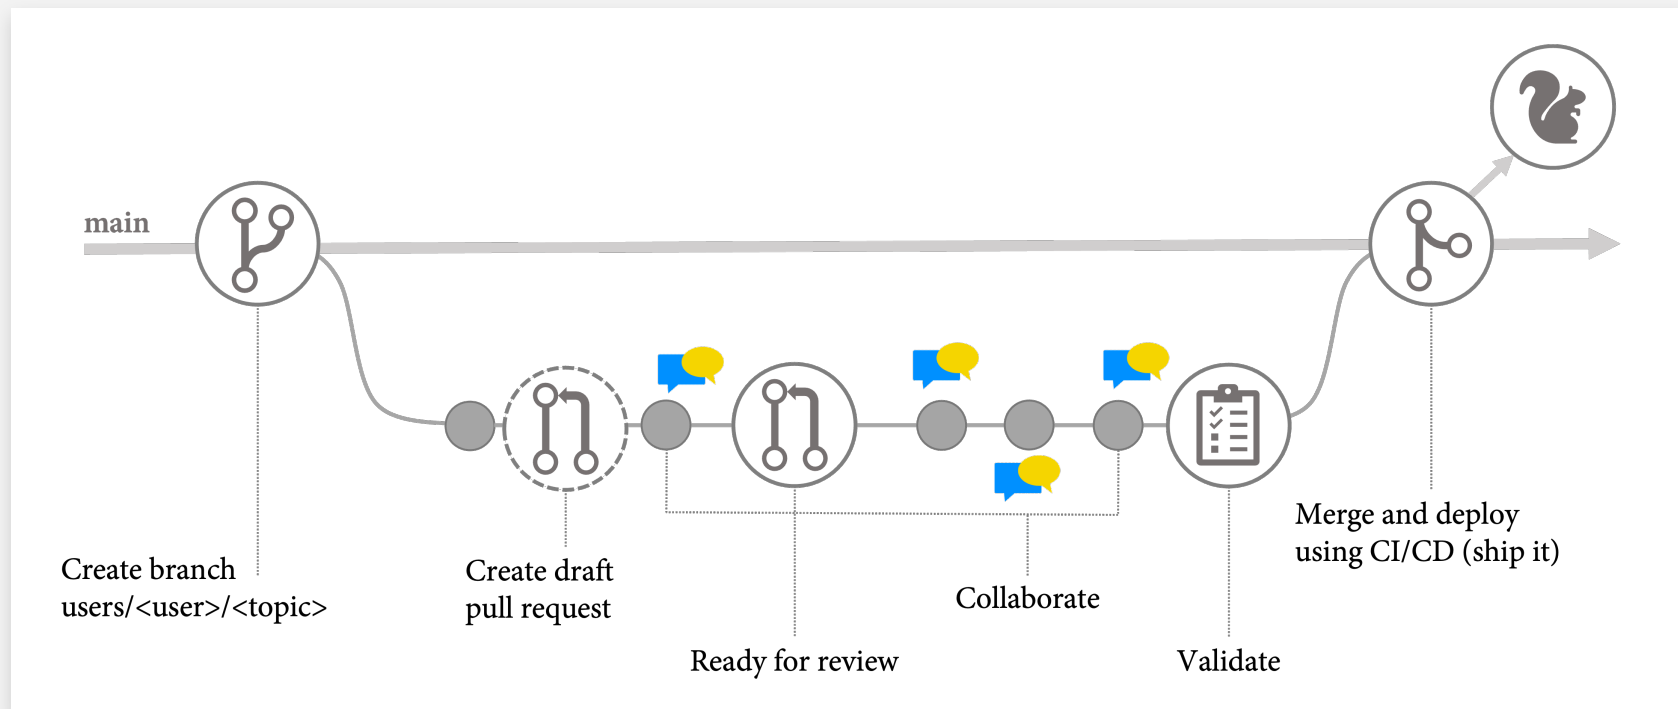 main
Create branch
users/<user>/<topic>
Create draft
pull request
Ready for review
Collaborate
Validate
Merge and deploy
using CI/CD (ship it)